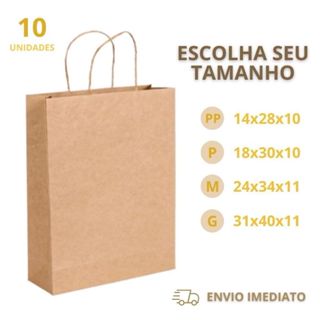 10
UNIDADES
ESCOLHA SEU
TAMANHO
PP 14x28x10
P 18x30x10
M 24x34x11
G 31x40x11
ENVIO IMEDIATO